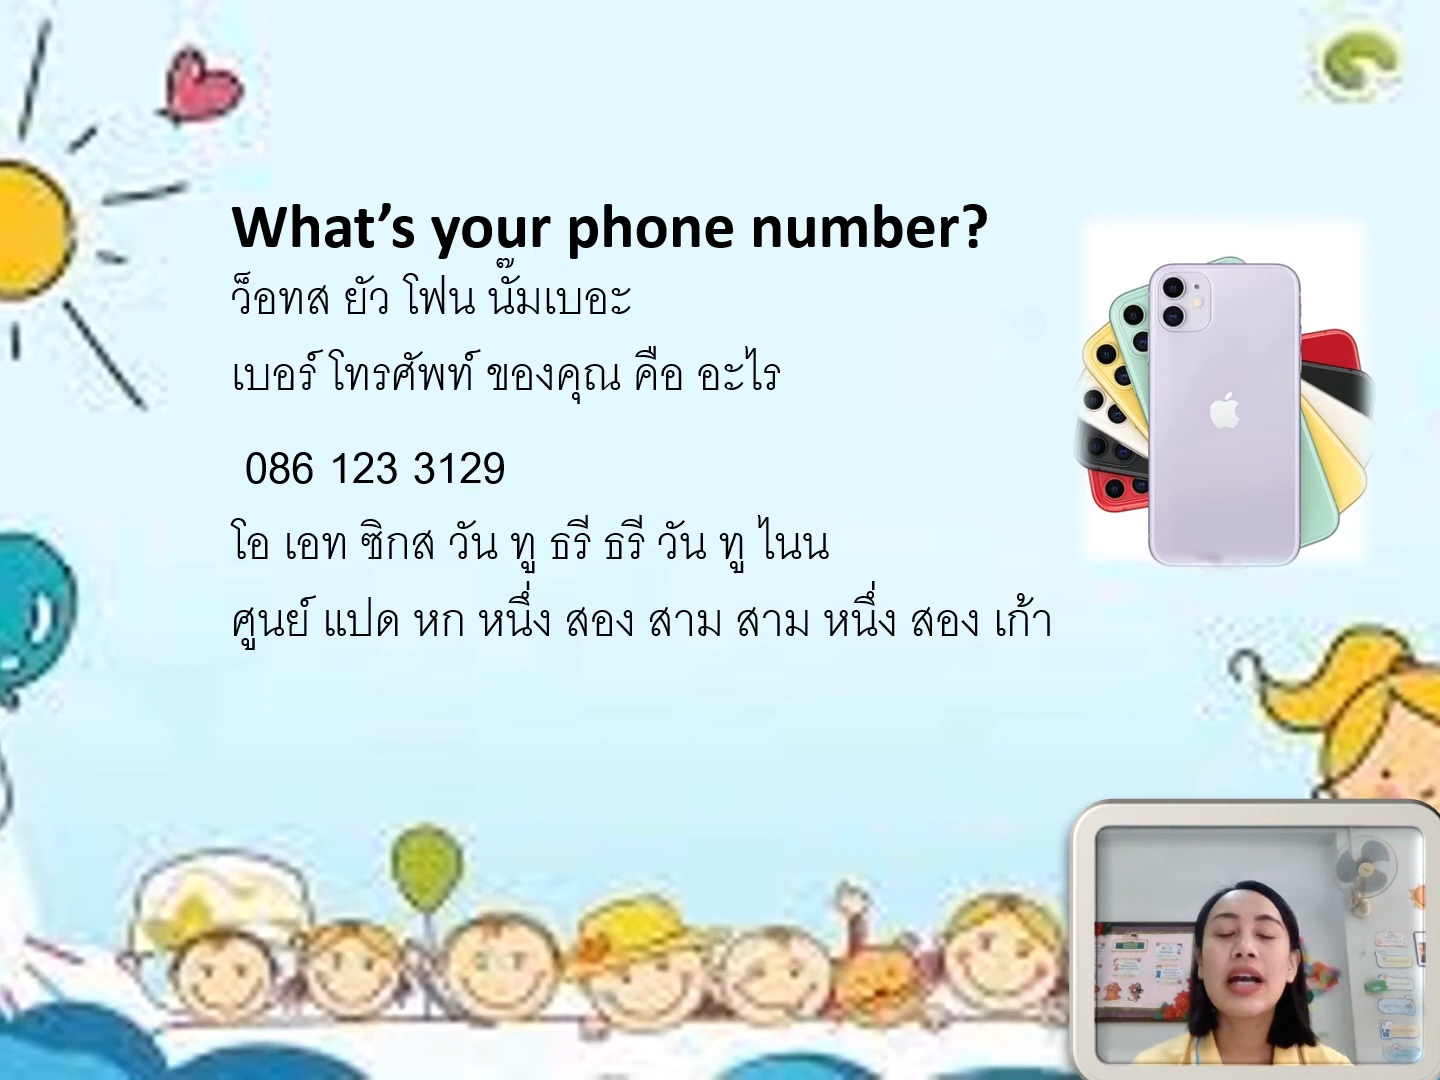 What’s your phone number?
ว็อทส ยัว โฟน นั๊มเบอะ
เบอร์ โทรศัพท์ ของคุณ คือ อะไร
086 123 3129
โอ เอท ซิกส วัน ทู ธรี ธรี วัน ทู ไนน
ศูนย์ แปด หก หนึ่ง สอง สาม สาม หนึ่ง สอง เก้า